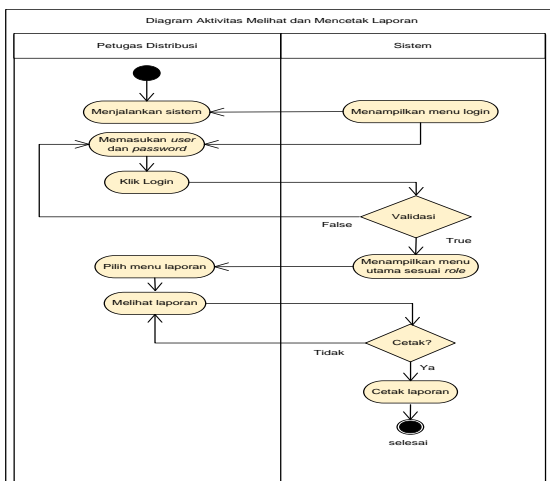 Diagram Aktivitas Melihat dan Mencetak Laporan
Petugas Distribusi
Sistem
Menjalankan sistem
Menampilkan menu login
Memasukan user
dan password
Klik Login
Validasi
False
True
Pilih menu laporan
Menampilkan menu
utama sesuai role
Melihat laporan
Cetak?
Tidak
Ya
Cetak laporan
selesai